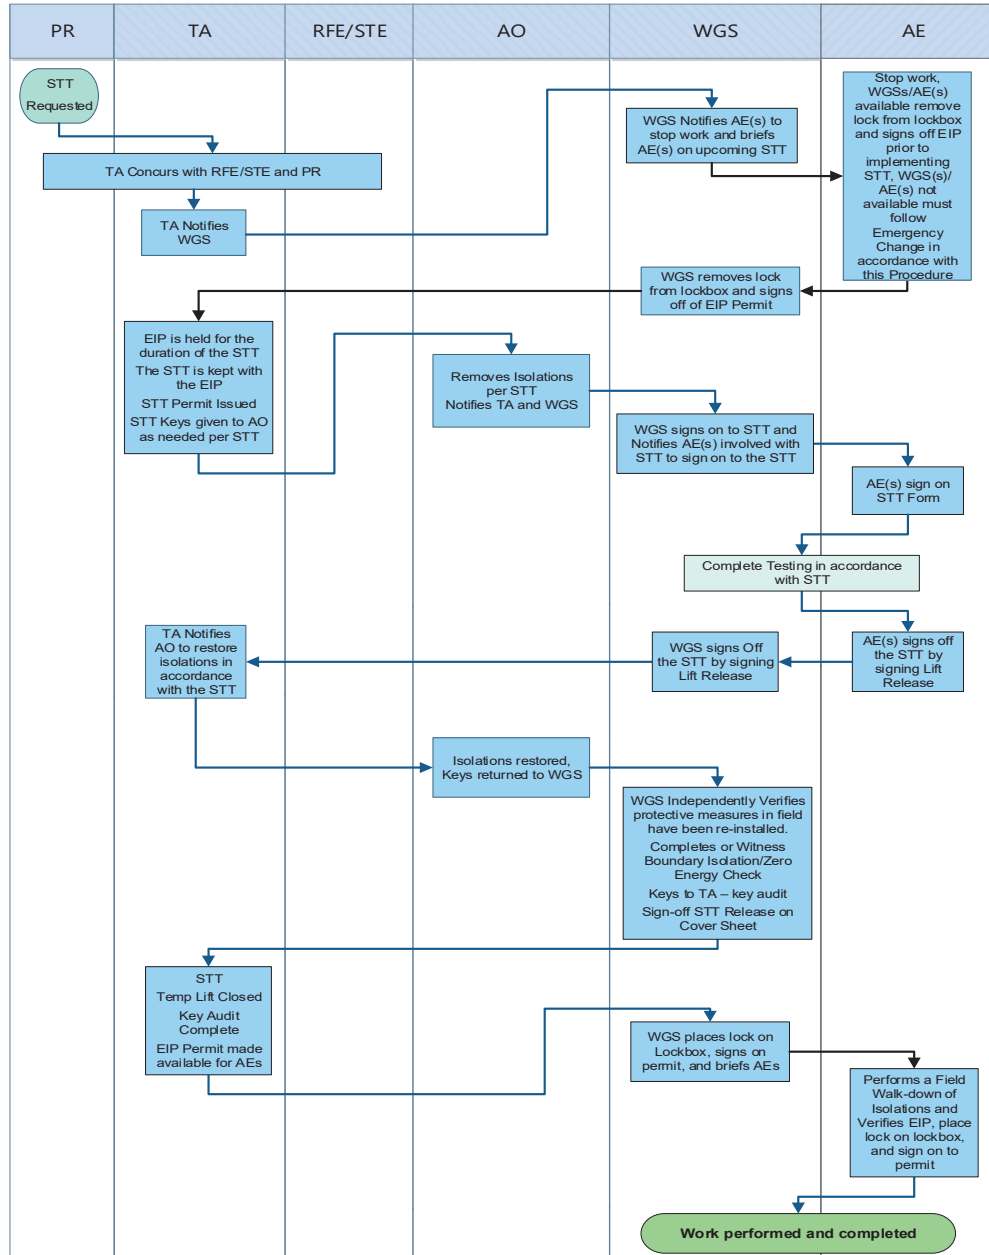 PR
TA
RFE/STE
AO
WGS
AE
STT
Requested
TA Concurs with RFE/STE and PR
TA Notifies
WGS
WGS Notifies AE(s) to
stop work and briefs
AE(s) on upcoming STT
Stop work,
WGSs/AE(s)
available remove
lock from lockbox
and signs off EIP
prior to
implementing
STT, WGS(s)/
AE(s) not
available must
follow
Emergency
Change in
accordance with
this Procedure
WGS removes lock
from lockbox and signs
off of EIP Permit
EIP is held for the
duration of the STT
The STT is kept with
the EIP
STT Permit Issued
STT Keys given to AO
as needed per STT
Removes Isolations
per STT
Notifies TA and WGS
WGS signs on to STT and
Notifies AE(s) involved with
STT to sign on to the STT
AE(s) sign on
STT Form
Complete Testing in accordance
with STT
AE(s) signs off
the STT by
signing Lift
Release
WGS signs Off
the STT by signing
Lift Release
TA Notifies
AO to restore
isolations in
accordance
with the STT
Isolations restored,
Keys returned to WGS
WGS Independently Verifies
protective measures in field
have been re-installed.
Completes or Witness
Boundary Isolation/Zero
Energy Check
Keys to TA – key audit
Sign-off STT Release on
Cover Sheet
STT
Temp Lift Closed
Key Audit
Complete
EIP Permit made
available for AEs
WGS places lock on
Lockbox, signs on
permit, and briefs AEs
Performs a Field
Walk-down of
Isolations and
Verifies EIP, place
lock on lockbox,
and sign on to
permit
Work performed and completed